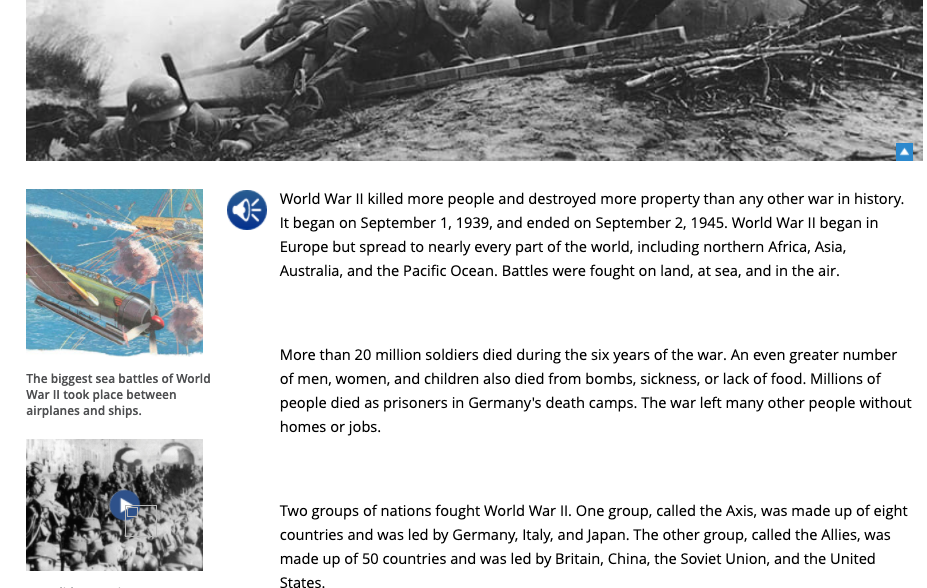 World War II killed more people and destroyed more property than any other war in history.
It began on September 1, 1939, and ended on September 2, 1945. World War II began in
Europe but spread to nearly every part of the world, including northern Africa, Asia,
Australia, and the Pacific Ocean. Battles were fought on land, at sea, and in the air.
The biggest sea battles of World
War II took place between
airplanes and ships.
More than 20 million soldiers died during the six years of the war. An even greater number
of men, women, and children also died from bombs, sickness, or lack of food. Millions of
people died as prisoners in Germany's death camps. The war left many other people without
homes or jobs.
Two groups of nations fought World War II. One group, called the Axis, was made up of eight
countries and was led by Germany, Italy, and Japan. The other group, called the Allies, was
made up of 50 countries and was led by Britain, China, the Soviet Union, and the United
States.